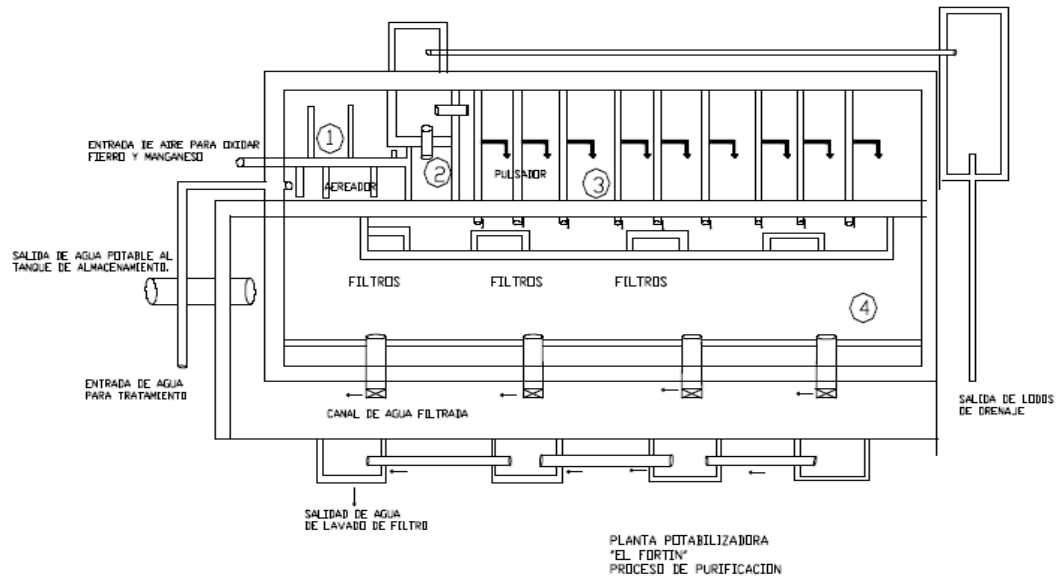 ENTRADA DE AIRE PARA OXIDAR
FIERRO Y MANGANESO
1
2
AEREADOR
PULSADOR
3
SALIDA DE AGUA POTABLE AL
TANQUE DE ALMACENAMIENTO.
FILTROS
FILTROS
FILTROS
4
ENTRADA DE AGUA
PARA TRATAMIENTO
CANAL DE AGUA FILTRADA
SALIDA DE LODOS
DE DRENAJE
SALIDAD DE AGUA
DE LAVADO DE FILTRO
PLANTA POTABILIZADORA
"EL FORTIN"
PROCESO DE PURIFICACION